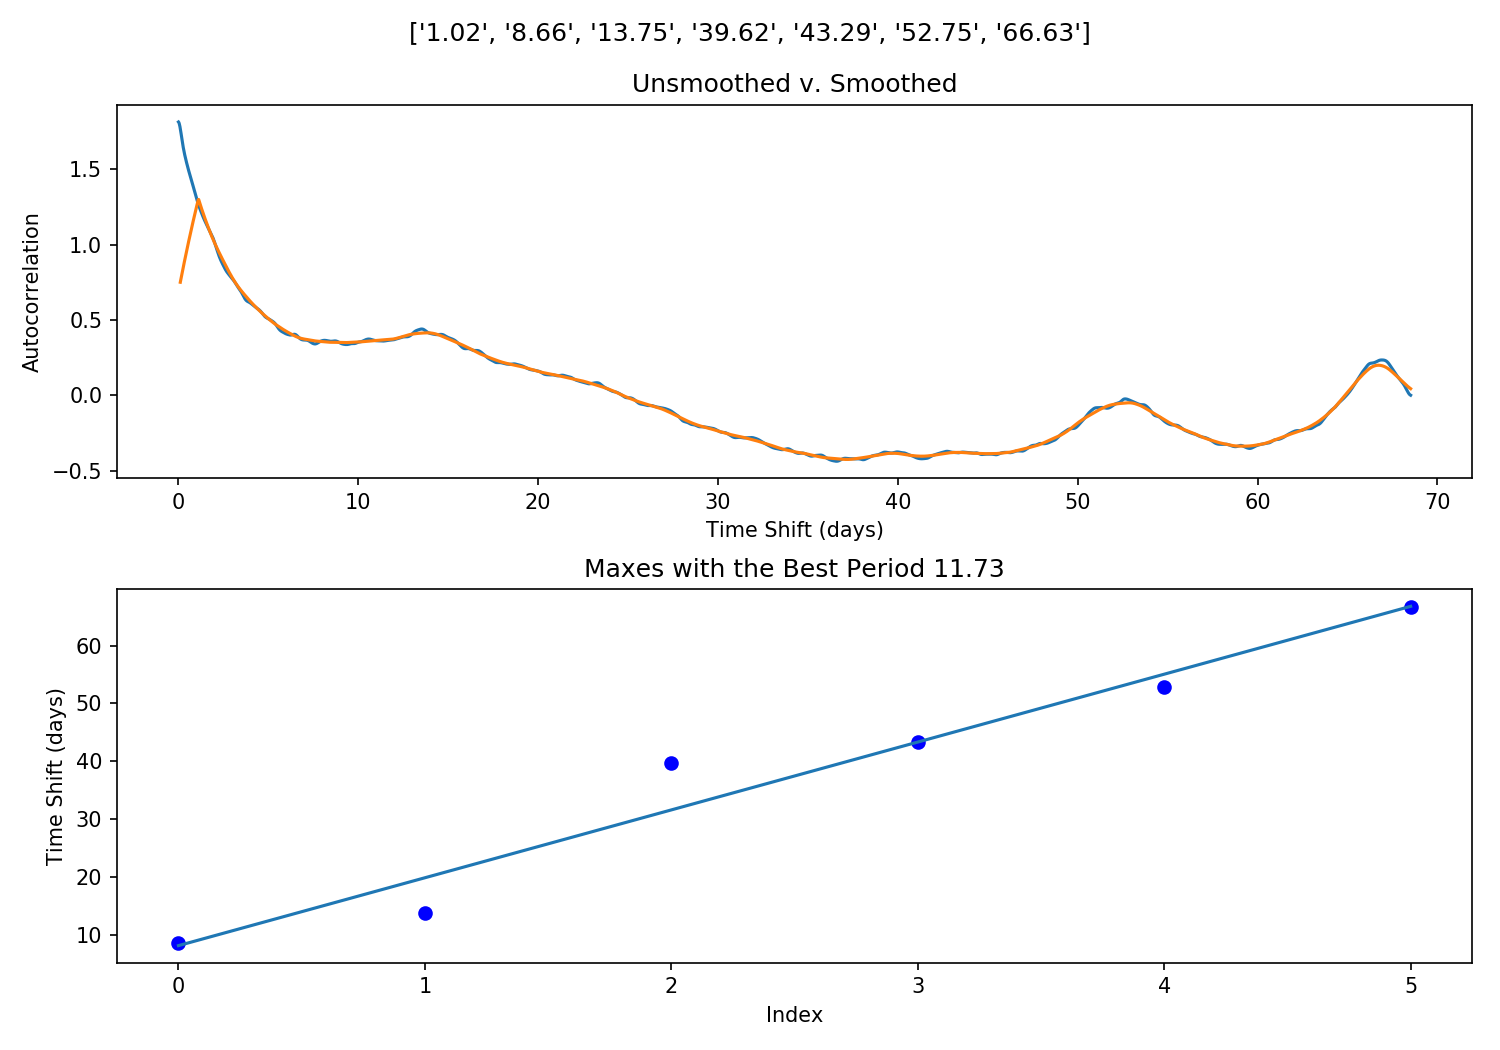 ['1.02', '8.66', '13.75', '39.62', '43.29', '52.75', '66.63']
Unsmoothed v. Smoothed
Autocorrelation
1.5
1.0
0.5
0.0
−0.5
0 10 20 30 40 50 60 70
Time Shift (days)
Maxes with the Best Period 11.73
Time Shift (days)
60
50
40
30
20
10
0 1 2 3 4 5
Index